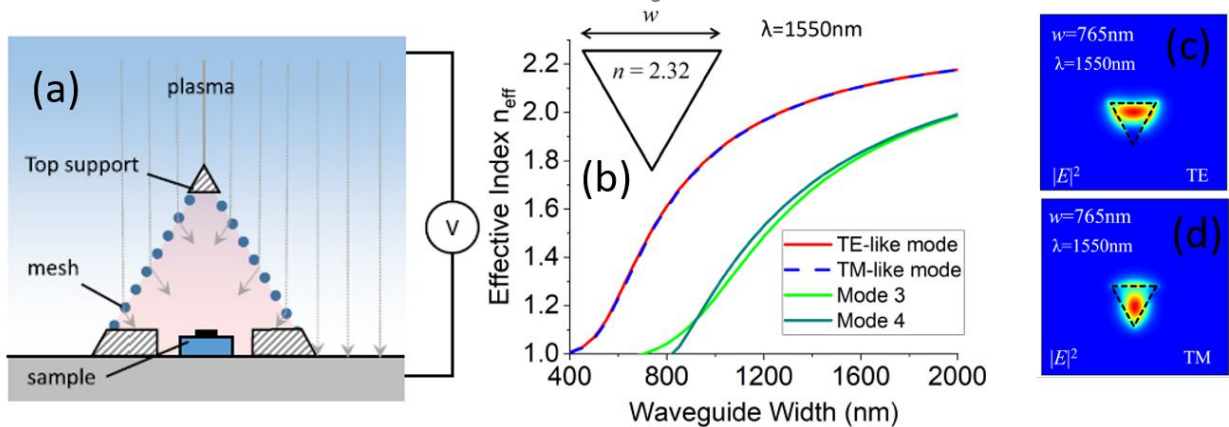 (a)
plasma
Top support
mesh
sample
V
w
λ=1550nm
n = 2.32
(b)
Effective Index n_eff
2.2
2.0
1.8
1.6
1.4
1.2
1.0
400 800 1200 1600 2000
Waveguide Width (nm)
TE-like mode
TM-like mode
Mode 3
Mode 4
(c)
w=765nm
λ=1550nm
|E|² TE
(d)
w=765nm
λ=1550nm
|E|² TM